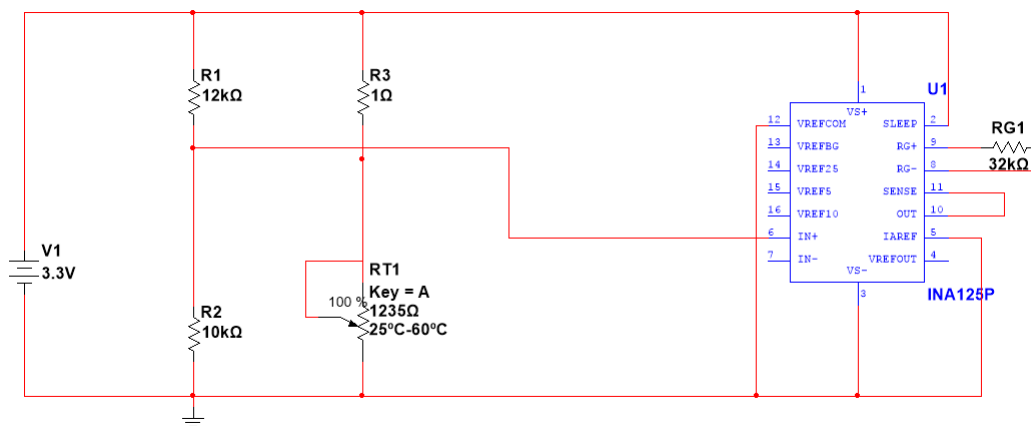 R1
12kΩ
R3
1Ω
V1
3.3V
R2
10kΩ
RT1
Key = A
100 %
1235Ω
25ºC-60ºC
U1
1
VS+
12 VREFCOM
SLEEP 2
13 VREFBG
RG+ 9
14 VREF25
RG- 8
15 VREF5
SENSE 11
16 VREF10
OUT 10
6 IN+
IAREF 5
7 IN-
VREFOUT 4
VS-
3
INA125P
RG1
32kΩ